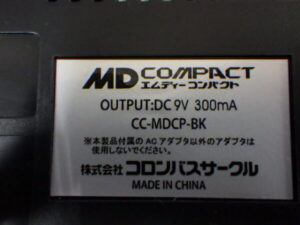 MD COMPACT
エムディーコンパクト
OUTPUT:DC 9V 300mA
CC-MDCP-BK
※本製品付属のACアダプタ以外のアダプタは
使用しないでください。
株式会社コロンバスサークル
MADE IN CHINA